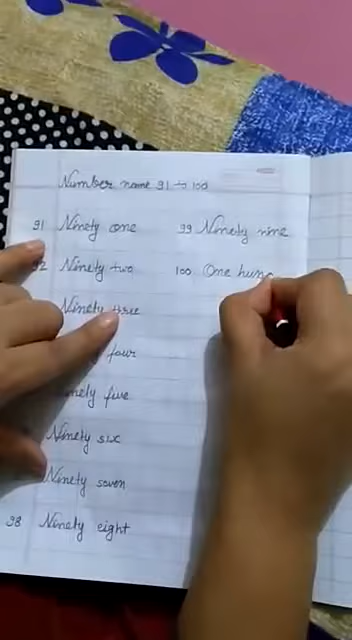 Number name 91 to 100
91 Ninety one
92 Ninety two
Ninety three
four
Ninety five
Ninety six
Ninety seven
98 Ninety eight
99 Ninety nine
100 One hun